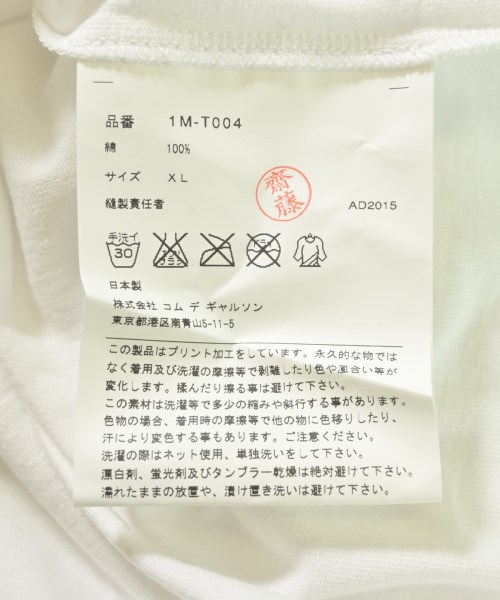 品番 1M-T004
綿 100%
サイズ XL
縫製責任者 齋藤 AD2015
手洗イ
30 エンソサラシ ドライ
日本製
株式会社 コム デ ギャルソン
東京都港区南青山5-11-5
この製品はプリント加工をしています。永久的な物では
なく着用及び洗濯の摩擦等で剥離したり色や風合い等が
変化します。揉んだり擦る事は避けて下さい。
この素材は洗濯等で多少の縮みや斜行する事があります。
色物の場合、着用時の摩擦等で他の物に色移りしたり、
汗により変色する事もあります。ご注意ください。
洗濯の際はネット使用、単独洗いをして下さい。
漂白剤、蛍光剤及びタンブラー乾燥は絶対避けて下さい。
濡れたままの放置や、漬け置き洗いは避けて下さい。